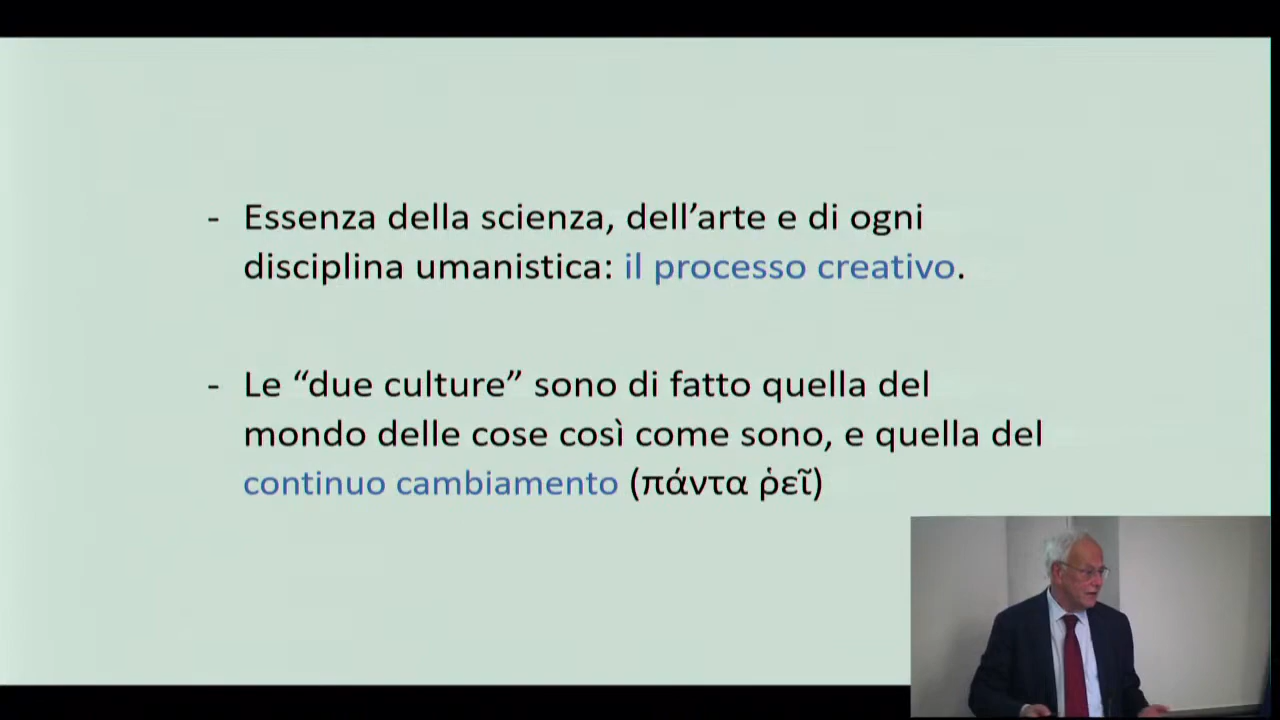 - Essenza della scienza, dell’arte e di ogni
disciplina umanistica: il processo creativo.
- Le “due culture” sono di fatto quella del
mondo delle cose così come sono, e quella del
continuo cambiamento (πάντα ῥεῖ)